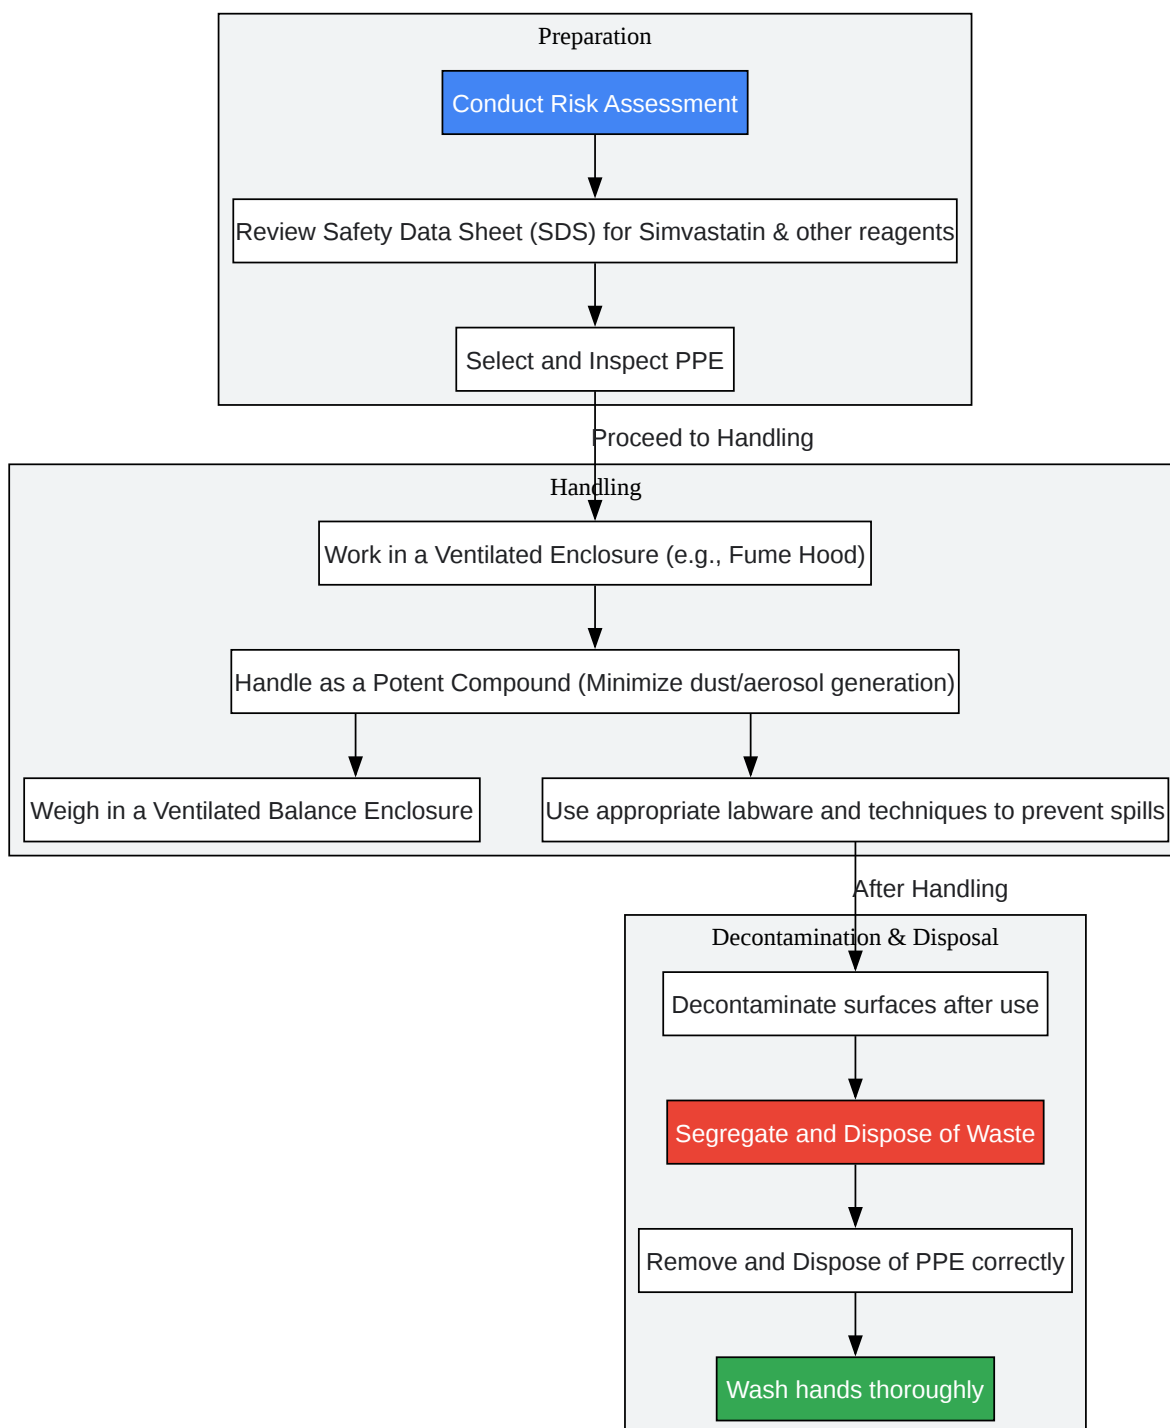 Preparation
Conduct Risk Assessment
Review Safety Data Sheet (SDS) for Simvastatin & other reagents
Select and Inspect PPE
Proceed to Handling
Handling
Work in a Ventilated Enclosure (e.g., Fume Hood)
Handle as a Potent Compound (Minimize dust/aerosol generation)
Weigh in a Ventilated Balance Enclosure
Use appropriate labware and techniques to prevent spills
After Handling
Decontamination & Disposal
Decontaminate surfaces after use
Segregate and Dispose of Waste
Remove and Dispose of PPE correctly
Wash hands thoroughly